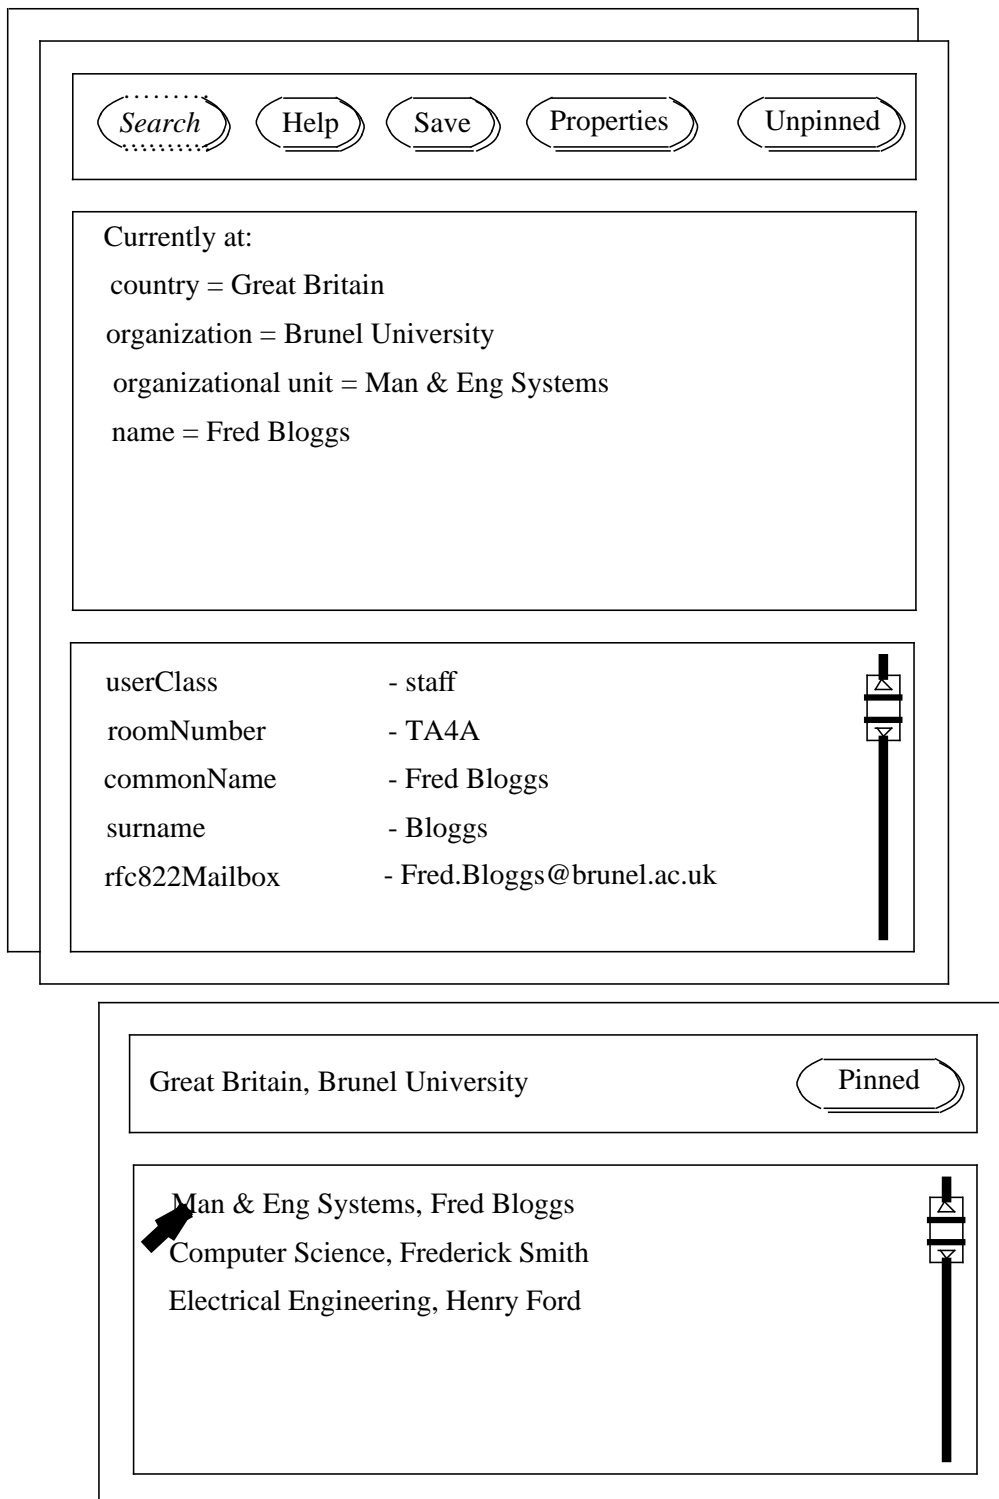 Search Help Save Properties Unpinned
Currently at:
country = Great Britain
organization = Brunel University
organizational unit = Man & Eng Systems
name = Fred Bloggs
userClass - staff
roomNumber - TA4A
commonName - Fred Bloggs
surname - Bloggs
rfc822Mailbox - Fred.Bloggs@brunel.ac.uk
Great Britain, Brunel University Pinned
Man & Eng Systems, Fred Bloggs
Computer Science, Frederick Smith
Electrical Engineering, Henry Ford